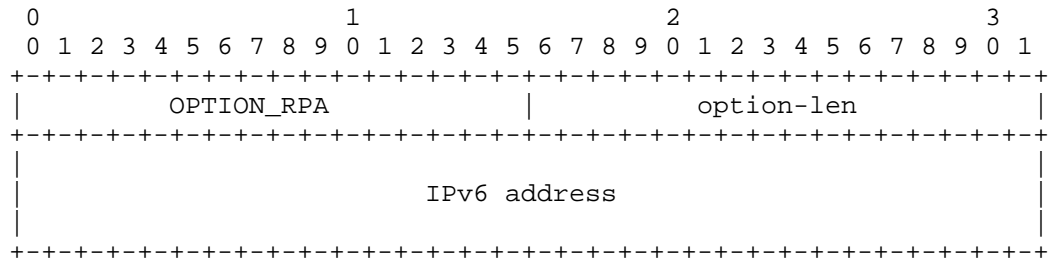 0                   1                   2                   3
 0 1 2 3 4 5 6 7 8 9 0 1 2 3 4 5 6 7 8 9 0 1 2 3 4 5 6 7 8 9 0 1
+-+-+-+-+-+-+-+-+-+-+-+-+-+-+-+-+-+-+-+-+-+-+-+-+-+-+-+-+-+-+-+-+
|         OPTION_RPA            |          option-len           |
+-+-+-+-+-+-+-+-+-+-+-+-+-+-+-+-+-+-+-+-+-+-+-+-+-+-+-+-+-+-+-+-+
|                                                               |
|                         IPv6 address                          |
|                                                               |
+-+-+-+-+-+-+-+-+-+-+-+-+-+-+-+-+-+-+-+-+-+-+-+-+-+-+-+-+-+-+-+-+